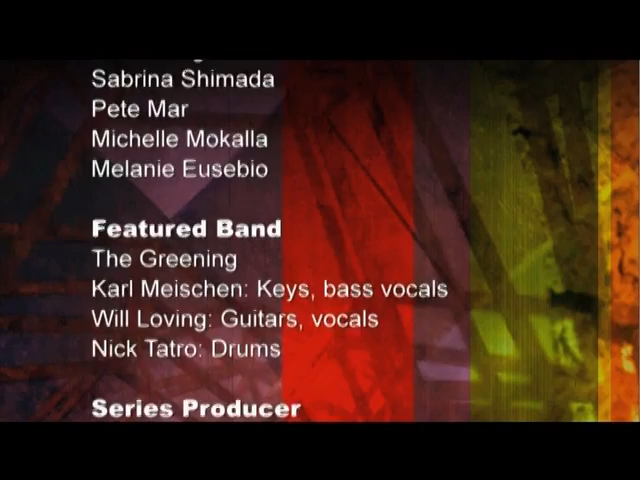 Sabrina Shimada
Pete Mar
Michelle Mokalla
Melanie Eusebio
Featured Band
The Greening
Karl Meischen: Keys, bass vocals
Will Loving: Guitars, vocals
Nick Tatro: Drums
Series Producer